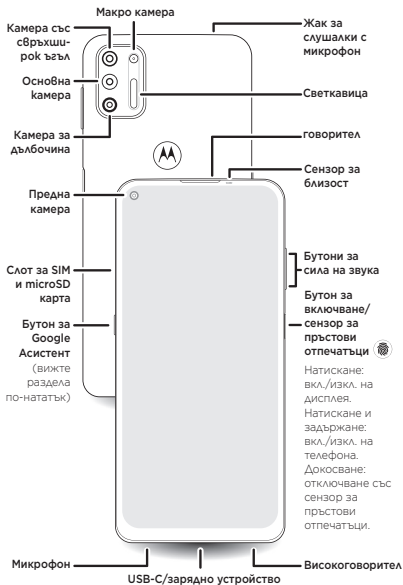 Макро камера
Камера със
свръхши-
рок ъгъл
Основна
камера
Камера за
дълбочина
Предна
камера
Слот за SIM
и microSD
карта
Бутон за
Google
Асистент
(вижте
раздела
по-нататък)
Микрофон
USB-C/зарядно устройство
Жак за
слушалки с
микрофон
Светкавица
говорител
Сензор за
близост
Бутони за
сила на звука
Бутон за
включване/
сензор за
пръстови
отпечатъци
Натискане:
вкл./изкл. на
дисплея.
Натискане и
задържане:
вкл./изкл. на
телефона.
Докосване:
отключване със
сензор за
пръстови
отпечатъци.
Високоговорител